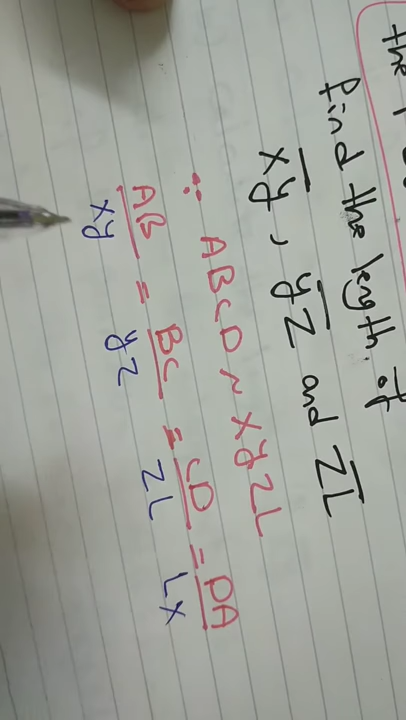 the
find the length of
XY, YZ and ZL
∵ ABCD ~ XYZL
AB/XY = BC/YZ = CD/ZL = DA/LX